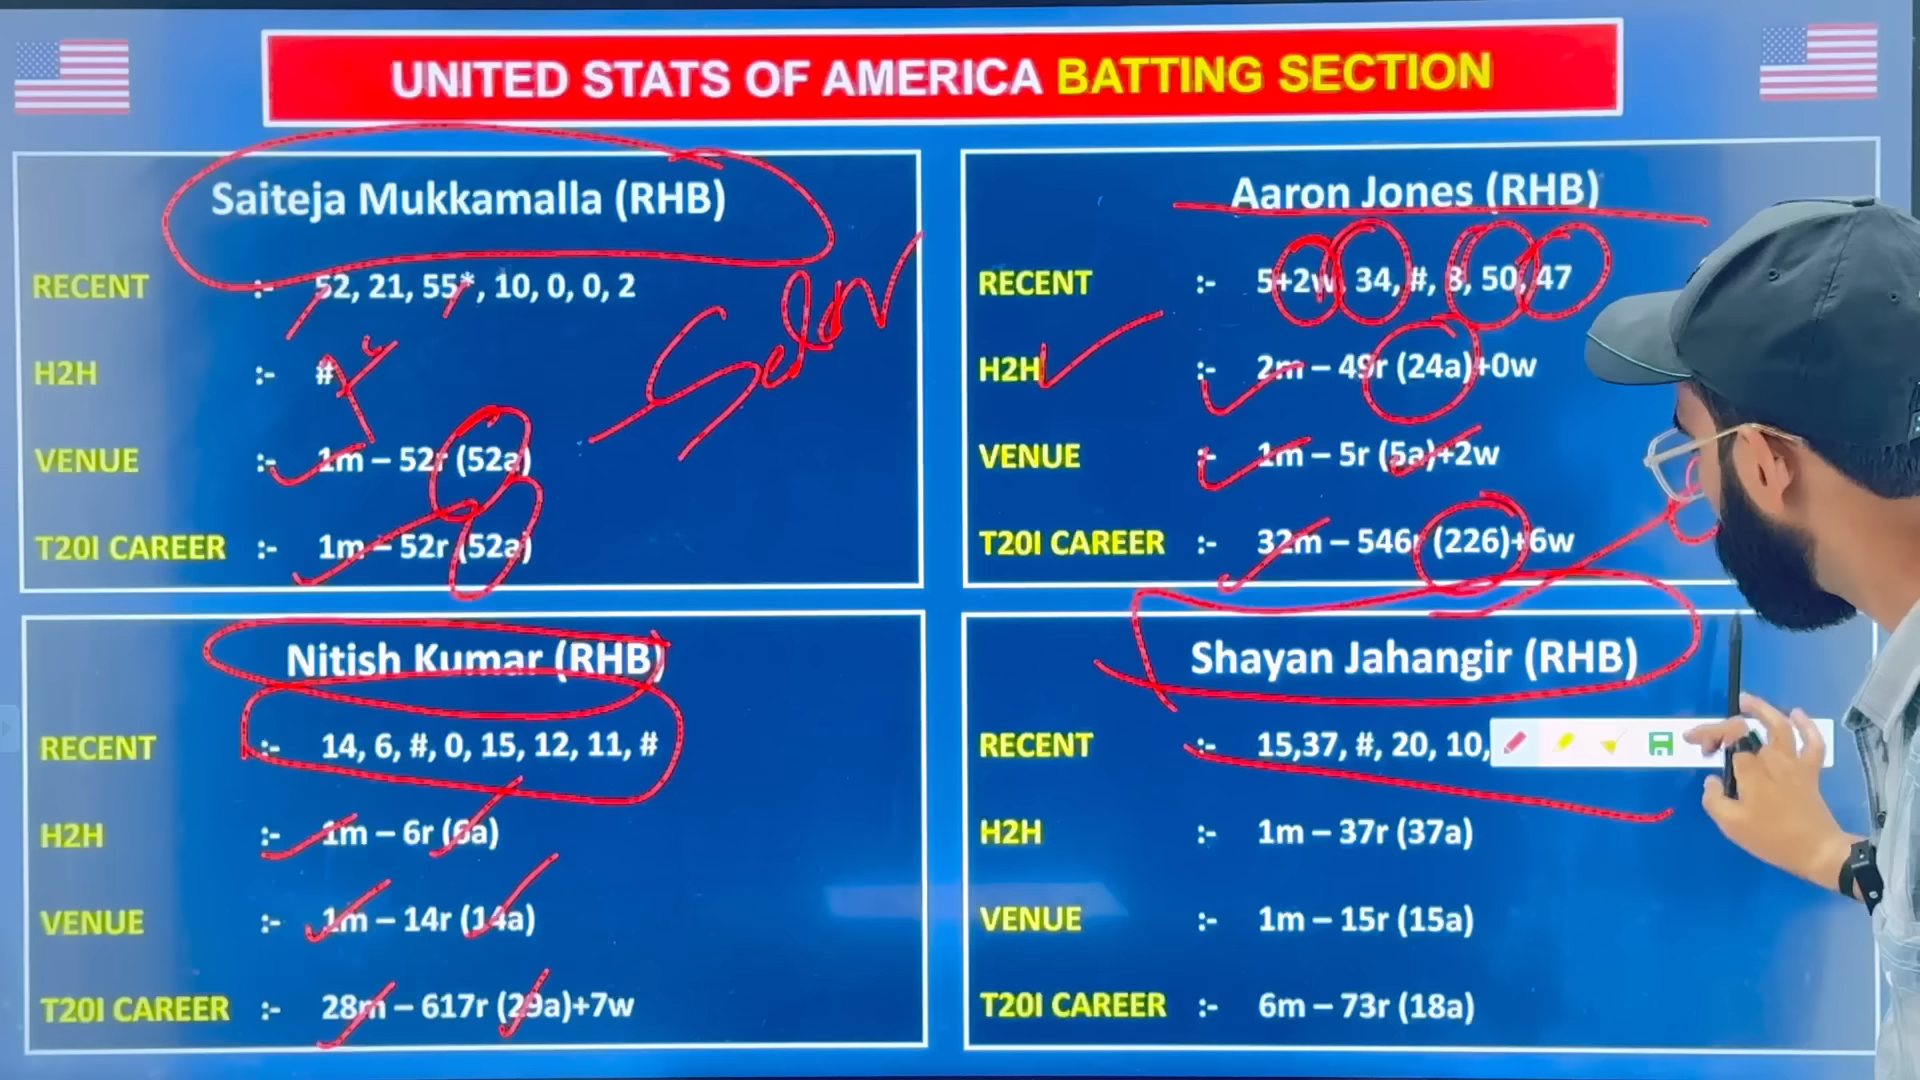 UNITED STATS OF AMERICA BATTING SECTION
Saiteja Mukkamalla (RHB)
RECENT :- 52, 21, 55*, 10, 0, 0, 2
H2H :- #
VENUE :- 1m – 52r (52a)
T20I CAREER :- 1m – 52r (52a)
Aaron Jones (RHB)
RECENT :- 5+2w, 34, #, 8, 50, 47
H2H :- 2m – 49r (24a)+0w
VENUE :- 1m – 5r (5a)+2w
T20I CAREER :- 32m – 546r (226)+6w
Nitish Kumar (RHB)
RECENT :- 14, 6, #, 0, 15, 12, 11, #
H2H :- 1m – 6r (6a)
VENUE :- 1m – 14r (14a)
T20I CAREER :- 28m – 617r (29a)+7w
Shayan Jahangir (RHB)
RECENT :- 15,37, #, 20, 10,
H2H :- 1m – 37r (37a)
VENUE :- 1m – 15r (15a)
T20I CAREER :- 6m – 73r (18a)